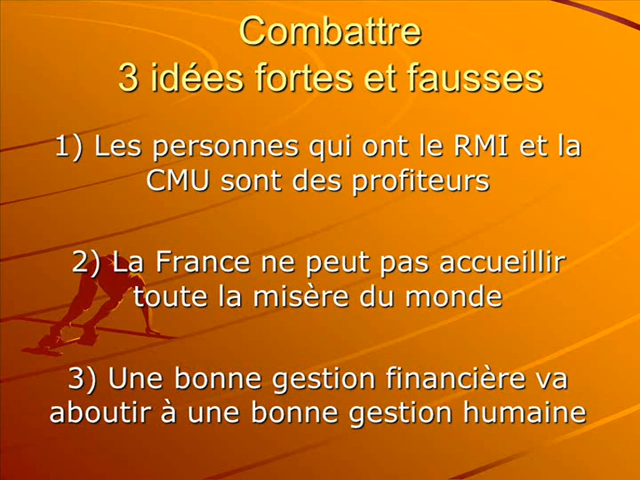 Combattre
3 idées fortes et fausses
1) Les personnes qui ont le RMI et la
CMU sont des profiteurs
2) La France ne peut pas accueillir
toute la misère du monde
3) Une bonne gestion financière va
aboutir à une bonne gestion humaine